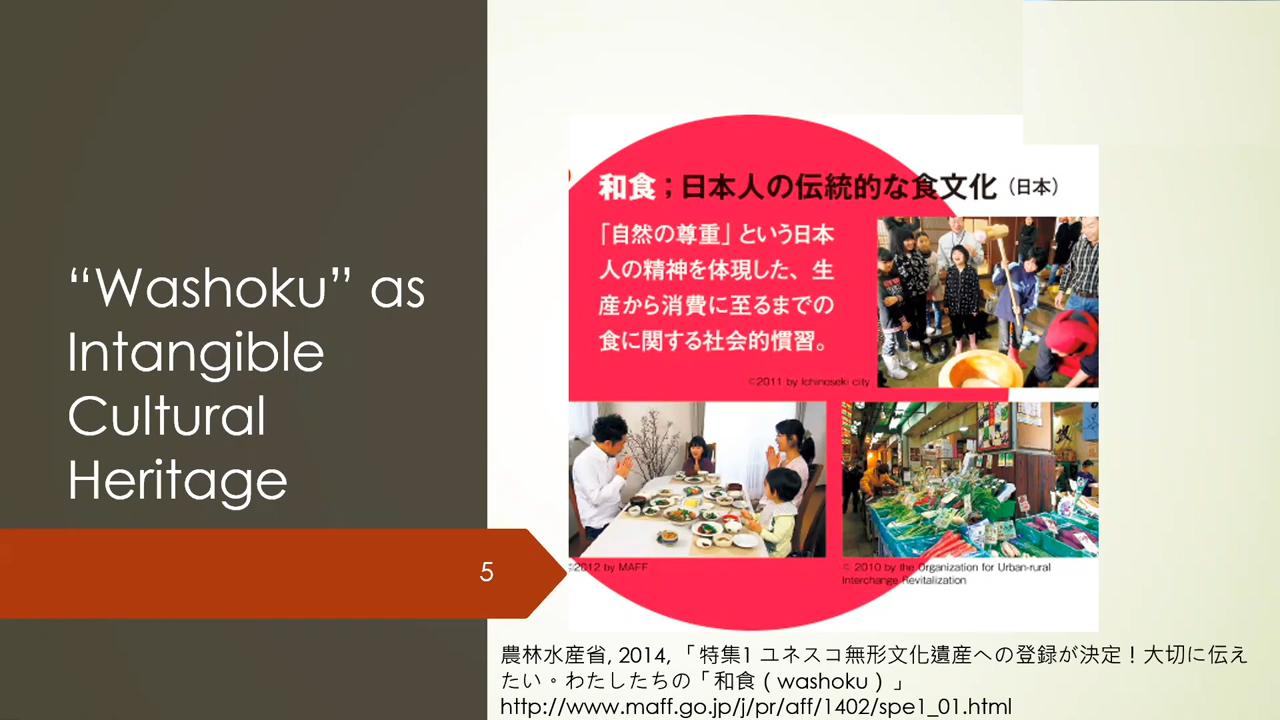 “Washoku” as
Intangible
Cultural
Heritage
5
和食；日本人の伝統的な食文化（日本）
「自然の尊重」という日本
人の精神を体現した、生
産から消費に至るまでの
食に関する社会的慣習。
©2011 by Ichinoseki city
©2012 by MAFF
© 2010 by the Organization for Urban-rural
Interchange Revitalization
農林水産省, 2014, 「特集1 ユネスコ無形文化遺産への登録が決定！大切に伝え
たい。わたしたちの「和食（washoku）」
http://www.maff.go.jp/j/pr/aff/1402/spe1_01.html